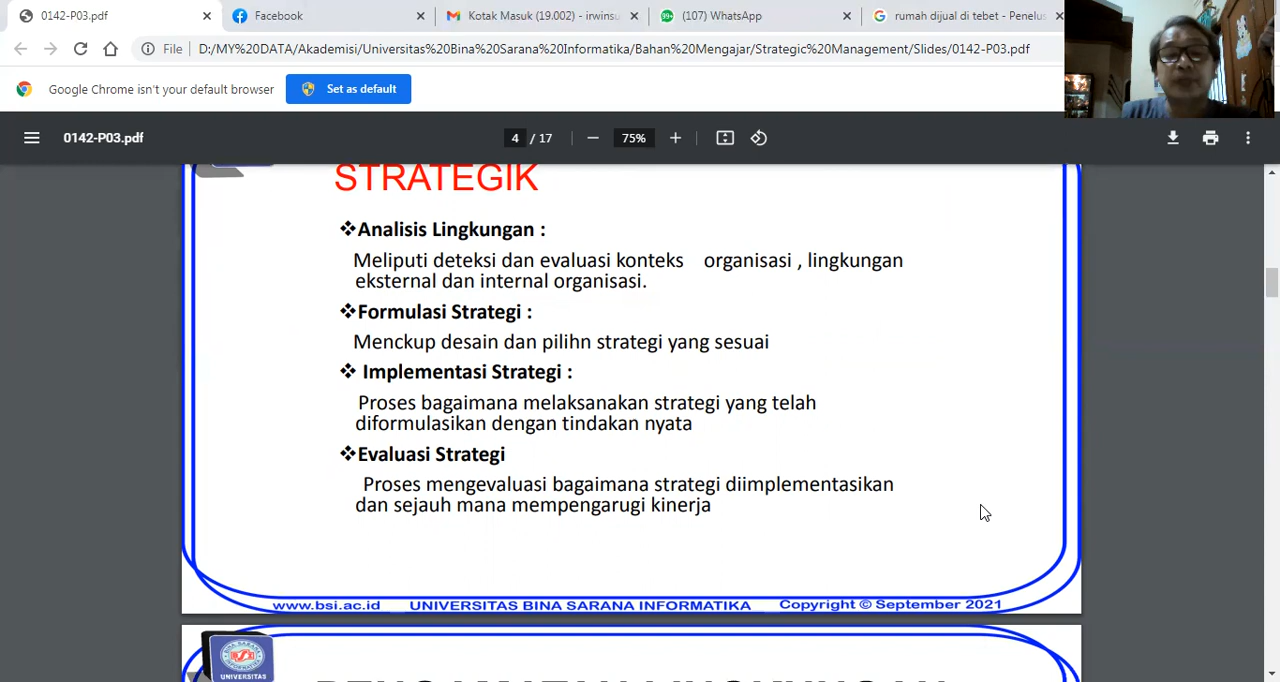 0142-P03.pdf
Facebook
Kotak Masuk (19.002) - irwinsu
99+ (107) WhatsApp
rumah dijual di tebet - Penelus
File D:/MY%20DATA/Akademisi/Universitas%20Bina%20Sarana%20Informatika/Bahan%20Mengajar/Strategic%20Management/Slides/0142-P03.pdf
Google Chrome isn't your default browser Set as default
0142-P03.pdf 4 / 17 75%
STRATEGIK
❖Analisis Lingkungan :
Meliputi deteksi dan evaluasi konteks organisasi , lingkungan
eksternal dan internal organisasi.
❖Formulasi Strategi :
Menckup desain dan pilihn strategi yang sesuai
❖ Implementasi Strategi :
Proses bagaimana melaksanakan strategi yang telah
diformulasikan dengan tindakan nyata
❖Evaluasi Strategi
Proses mengevaluasi bagaimana strategi diimplementasikan
dan sejauh mana mempengarugi kinerja
www.bsi.ac.id UNIVERSITAS BINA SARANA INFORMATIKA Copyright © September 2021
BINA SARANA INFORMATIKA
UNIVERSITAS